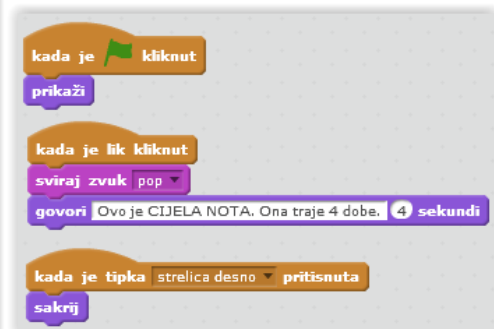 kada je kliknut
prikaži
kada je lik kliknut
sviraj zvuk pop
govori Ovo je CIJELA NOTA. Ona traje 4 dobe. 4 sekundi
kada je tipka strelica desno pritisnuta
sakrij